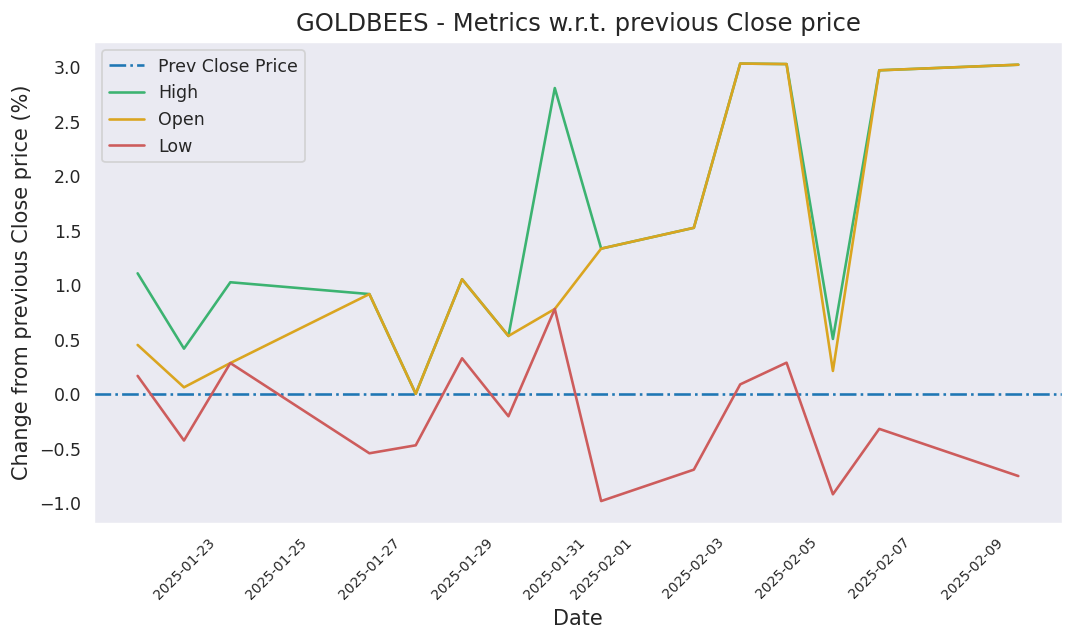 GOLDBEES - Metrics w.r.t. previous Close price
Prev Close Price
High
Open
Low
Change from previous Close price (%)
3.0
2.5
2.0
1.5
1.0
0.5
0.0
−0.5
−1.0
2025-01-23
2025-01-25
2025-01-27
2025-01-29
2025-01-31
2025-02-01
2025-02-03
2025-02-05
2025-02-07
2025-02-09
Date